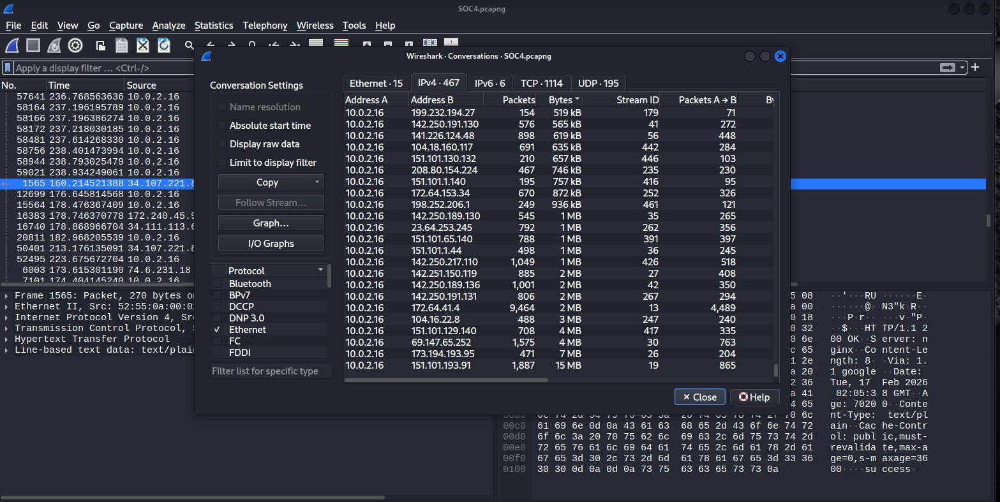 SOC4.pcapng
File Edit View Go Capture Analyze Statistics Telephony Wireless Tools Help
Apply a display filter … <Ctrl-/>
No. Time Source
57641 236.768563636 10.0.2.16
58164 237.196195789 10.0.2.16
58166 237.196386274 10.0.2.16
58172 237.218030185 10.0.2.16
58481 237.614268330 10.0.2.16
58756 238.401473994 10.0.2.16
58944 238.793025479 10.0.2.16
59021 238.934249061 10.0.2.16
1565 160.214521388 34.107.221.8
12699 176.645814568 10.0.2.16
15564 178.476367409 10.0.2.16
16383 178.746370778 172.240.45.9
16740 178.868966704 34.111.113.6
20811 182.968205539 10.0.2.16
50401 213.176135091 34.107.221.8
52495 223.675672704 10.0.2.16
6003 173.615301190 74.6.231.18
7101 174.404145240 10.0.2.16
Frame 1565: Packet, 270 bytes o
Ethernet II, Src: 52:55:0a:00:0
Internet Protocol Version 4, Sr
Transmission Control Protocol,
Hypertext Transfer Protocol
Line-based text data: text/plai
Wireshark · Conversations · SOC4.pcapng
Conversation Settings
Name resolution
Absolute start time
Display raw data
Limit to display filter
Copy
Follow Stream…
Graph…
I/O Graphs
Protocol
Bluetooth
BPv7
DCCP
DNP 3.0
Ethernet
FC
FDDI
Filter list for specific type
Ethernet · 15 IPv4 · 467 IPv6 · 6 TCP · 1114 UDP · 195
Address A Address B Packets Bytes Stream ID Packets A → B By
10.0.2.16 199.232.194.27 154 519 kB 179 71
10.0.2.16 142.250.191.130 576 565 kB 41 272
10.0.2.16 141.226.124.48 898 619 kB 56 448
10.0.2.16 104.18.160.117 691 635 kB 442 284
10.0.2.16 151.101.130.132 210 657 kB 446 103
10.0.2.16 208.80.154.224 467 746 kB 235 230
10.0.2.16 151.101.1.140 195 757 kB 416 95
10.0.2.16 172.64.153.34 670 872 kB 252 326
10.0.2.16 198.252.206.1 249 936 kB 461 121
10.0.2.16 142.250.189.130 545 1 MB 35 265
10.0.2.16 23.64.253.245 792 1 MB 262 356
10.0.2.16 151.101.65.140 788 1 MB 391 397
10.0.2.16 151.101.1.44 498 1 MB 36 245
10.0.2.16 142.250.217.110 1,049 1 MB 426 518
10.0.2.16 142.251.150.119 885 2 MB 27 408
10.0.2.16 142.250.189.136 1,001 2 MB 42 350
10.0.2.16 142.250.191.131 806 2 MB 267 294
10.0.2.16 172.64.41.4 9,464 2 MB 13 4,489
10.0.2.16 104.16.22.8 488 3 MB 247 240
10.0.2.16 151.101.129.140 708 4 MB 417 335
10.0.2.16 69.147.65.252 1,575 4 MB 30 763
10.0.2.16 173.194.193.95 471 7 MB 26 204
10.0.2.16 151.101.193.91 1,887 15 MB 19 865
Close Help
5 08 ··'···RU ······E·
a 00 ······@· N3"k·R··
0 18 ···P·r·· ···v·"P·
0 32 ··$···HT TP/1.1 2
0 6e 00 OK··S erver: n
c 65 ginx··Co ntent-Le
1 2e ngth: 8· ·Via: 1.
a 20 1 google ··Date:
2 36 Tue, 17 Feb 2026
a 41 02:05:3 8 GMT··A
4 65 ge: 7020 0··Conte
70 6c nt-Type: text/pl
00c0 61 69 6e 0d 0a 43 61 63 68 65 2d 43 6f 6e 74 72 ain··Cac he-Contr
00d0 6f 6c 3a 20 70 75 62 6c 69 63 2c 6d 75 73 74 2d ol: publ ic,must-
00e0 72 65 76 61 6c 69 64 61 74 65 2c 6d 61 78 2d 61 revalida te,max-a
00f0 67 65 3d 30 2c 73 2d 6d 61 78 61 67 65 3d 33 36 ge=0,s-m axage=36
0100 30 30 0d 0a 0d 0a 73 75 63 63 65 73 73 0a 00····su ccess·